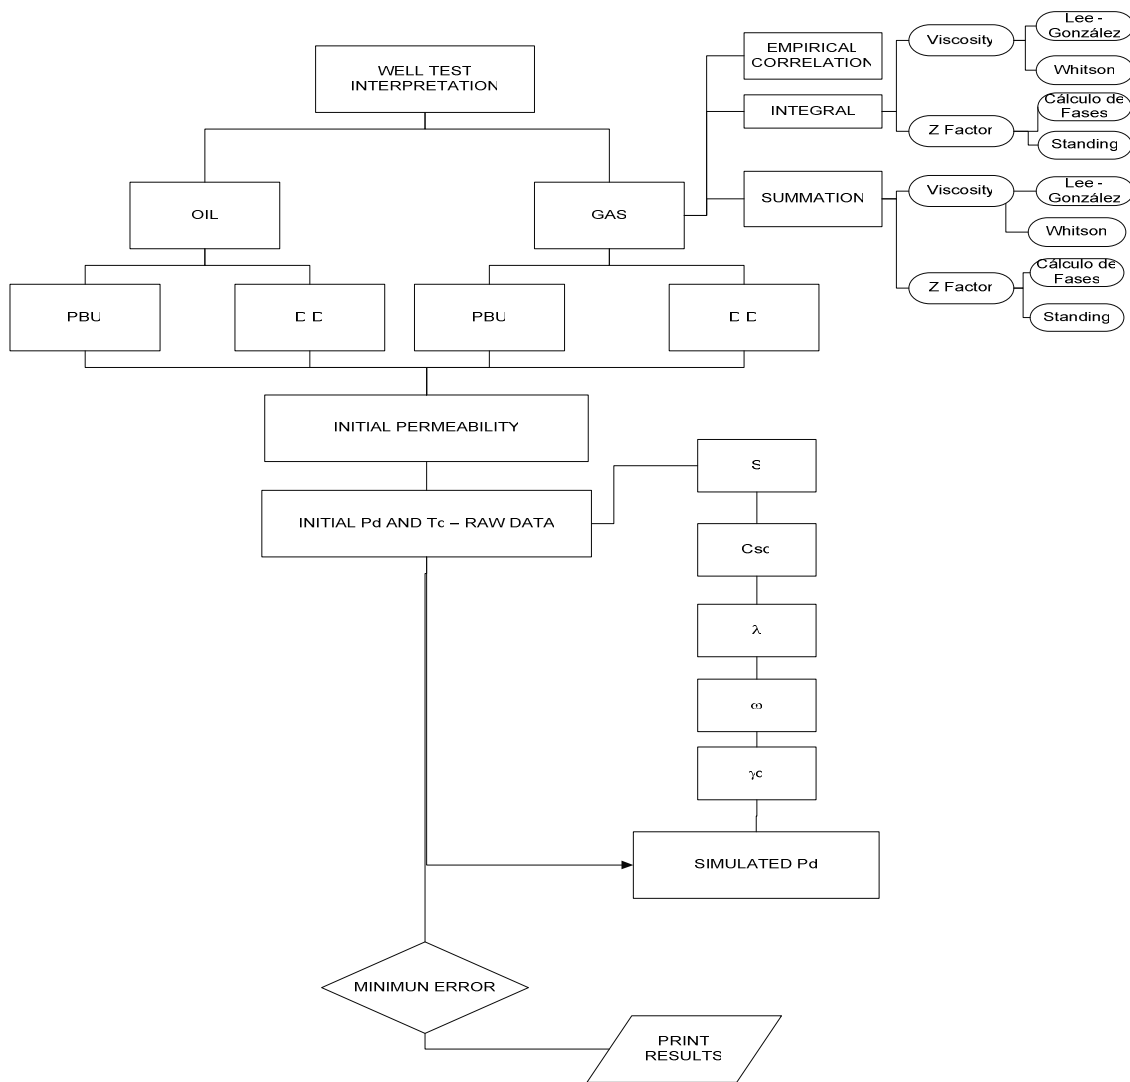 WELL TEST
INTERPRETATION
OIL
GAS
PBU
DD
PBU
DD
EMPIRICAL
CORRELATION
INTEGRAL
SUMMATION
Viscosity
Lee -
González
Whitson
Z Factor
Cálculo de
Fases
Standing
Viscosity
Lee -
González
Whitson
Z Factor
Cálculo de
Fases
Standing
INITIAL PERMEABILITY
INITIAL Pd AND Tc – RAW DATA
S
Csc
λ
ω
γc
SIMULATED Pd
MINIMUN ERROR
PRINT
RESULTS